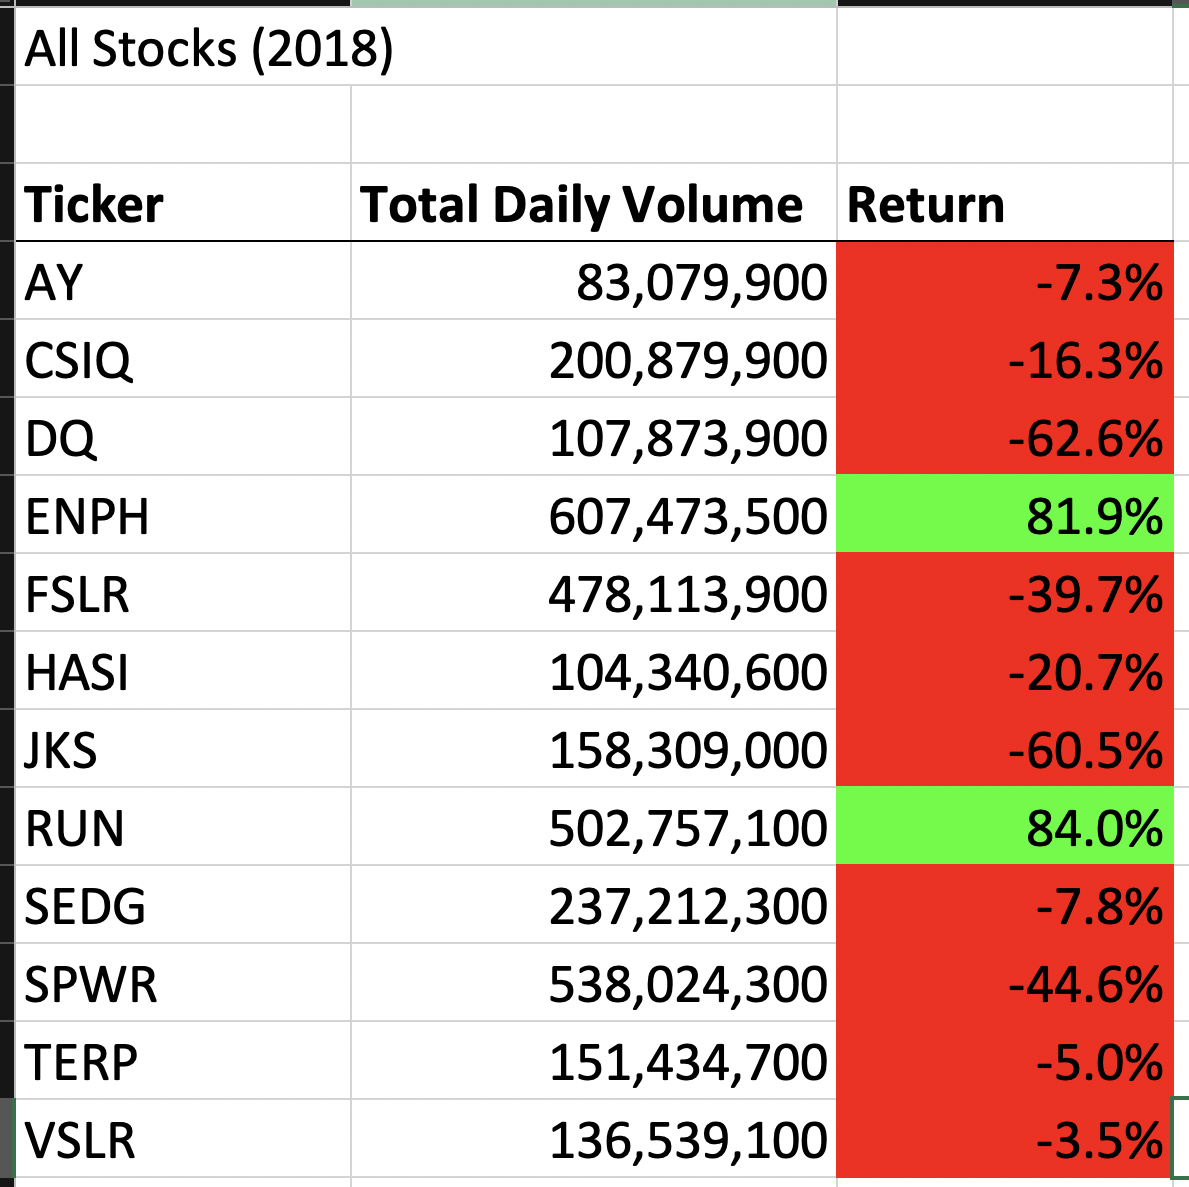 All Stocks (2018)
Ticker Total Daily Volume Return
AY 83,079,900 -7.3%
CSIQ 200,879,900 -16.3%
DQ 107,873,900 -62.6%
ENPH 607,473,500 81.9%
FSLR 478,113,900 -39.7%
HASI 104,340,600 -20.7%
JKS 158,309,000 -60.5%
RUN 502,757,100 84.0%
SEDG 237,212,300 -7.8%
SPWR 538,024,300 -44.6%
TERP 151,434,700 -5.0%
VSLR 136,539,100 -3.5%